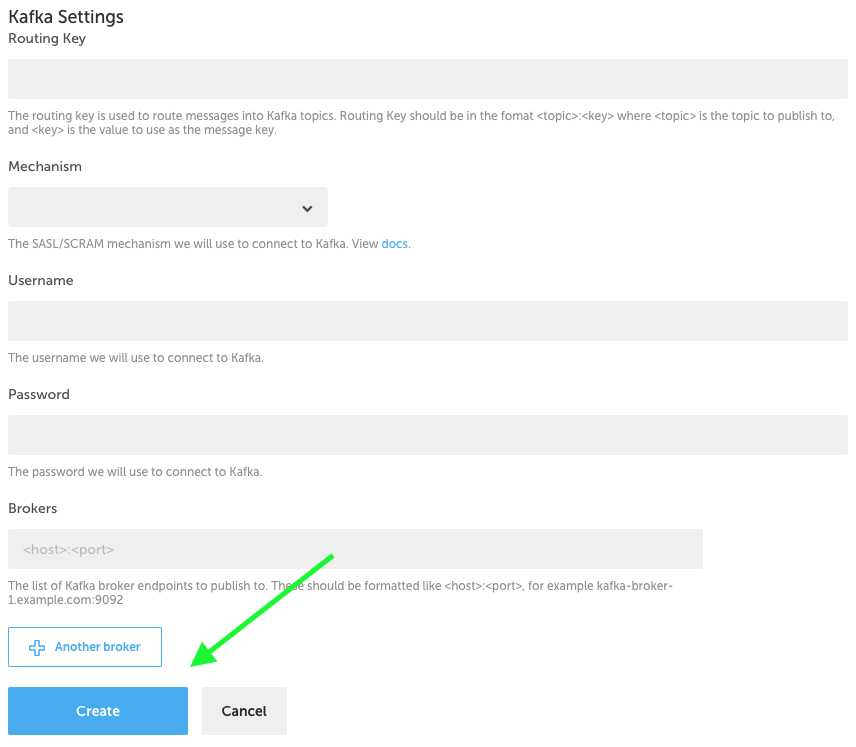 Kafka Settings
Routing Key
The routing key is used to route messages into Kafka topics. Routing Key should be in the fomat <topic>:<key> where <topic> is the topic to publish to,
and <key> is the value to use as the message key.
Mechanism
The SASL/SCRAM mechanism we will use to connect to Kafka. View docs.
Username
The username we will use to connect to Kafka.
Password
The password we will use to connect to Kafka.
Brokers
<host>:<port>
The list of Kafka broker endpoints to publish to. These should be formatted like <host>:<port>, for example kafka-broker-
1.example.com:9092
Another broker
Create Cancel